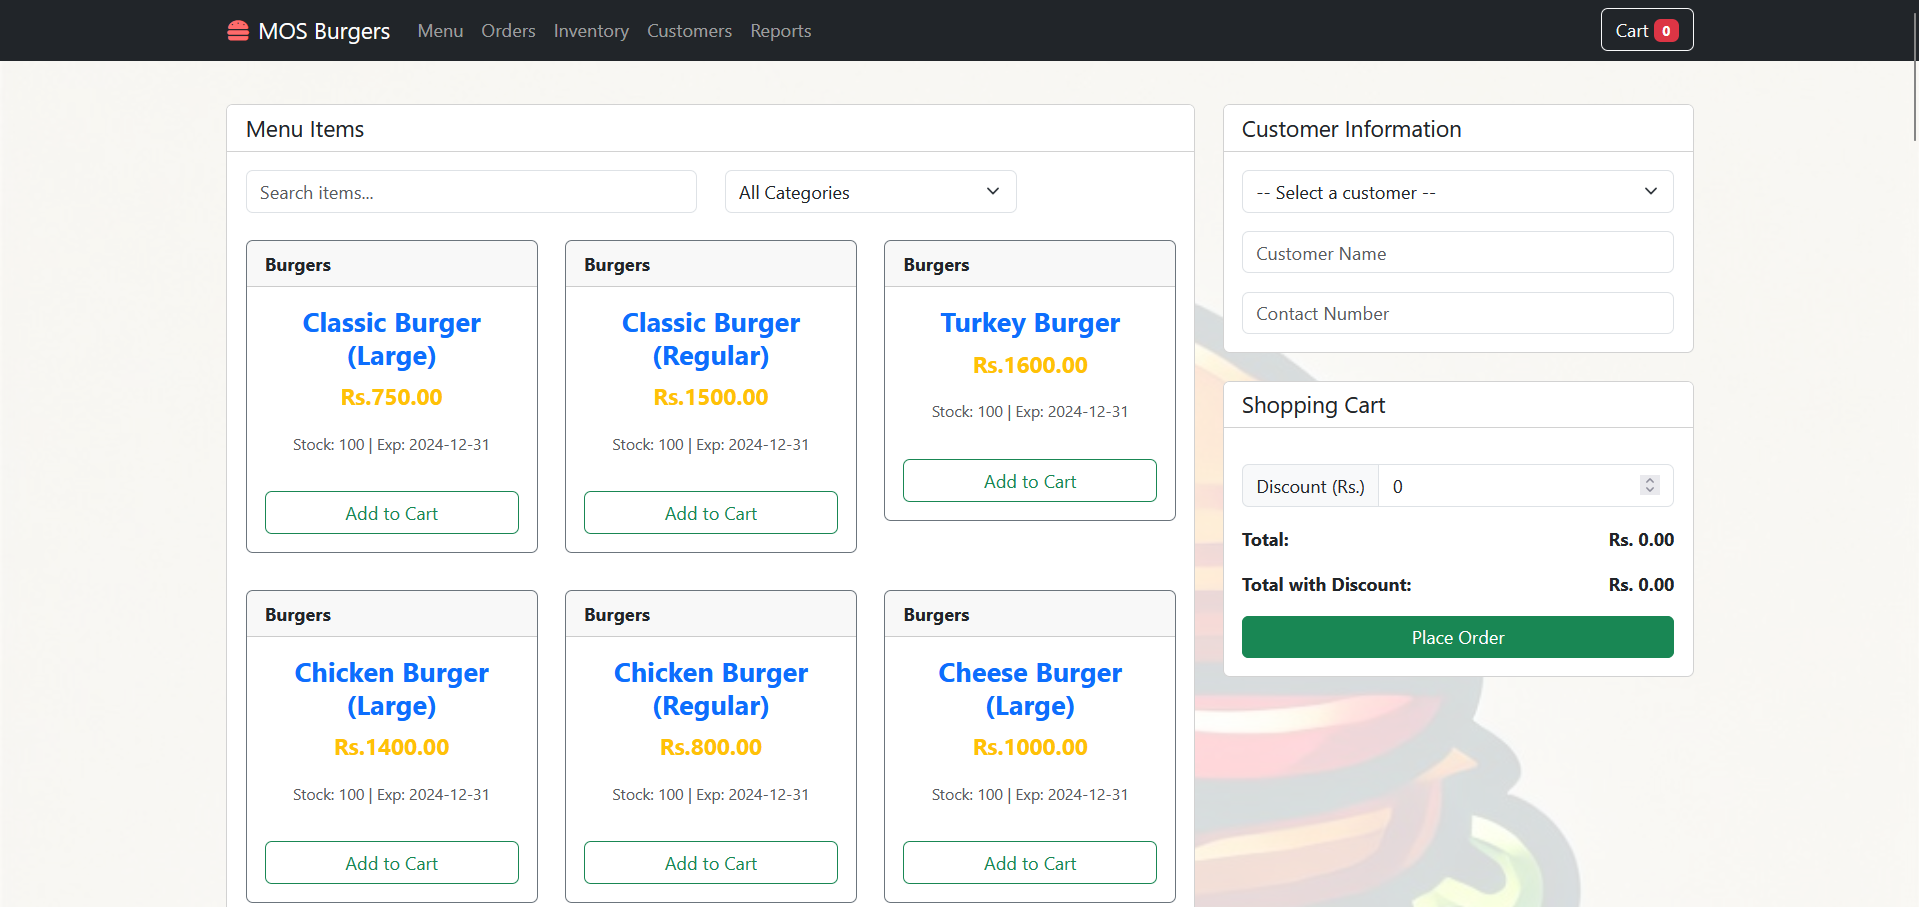 MOS Burgers
Menu
Orders
Inventory
Customers
Reports
Cart 0
Menu Items
Search items...
All Categories
Burgers
Classic Burger
(Large)
Rs.750.00
Stock: 100 | Exp: 2024-12-31
Add to Cart
Burgers
Classic Burger
(Regular)
Rs.1500.00
Stock: 100 | Exp: 2024-12-31
Add to Cart
Burgers
Turkey Burger
Rs.1600.00
Stock: 100 | Exp: 2024-12-31
Add to Cart
Burgers
Chicken Burger
(Large)
Rs.1400.00
Stock: 100 | Exp: 2024-12-31
Add to Cart
Burgers
Chicken Burger
(Regular)
Rs.800.00
Stock: 100 | Exp: 2024-12-31
Add to Cart
Burgers
Cheese Burger
(Large)
Rs.1000.00
Stock: 100 | Exp: 2024-12-31
Add to Cart
Customer Information
-- Select a customer --
Customer Name
Contact Number
Shopping Cart
Discount (Rs.) 0
Total: Rs. 0.00
Total with Discount: Rs. 0.00
Place Order